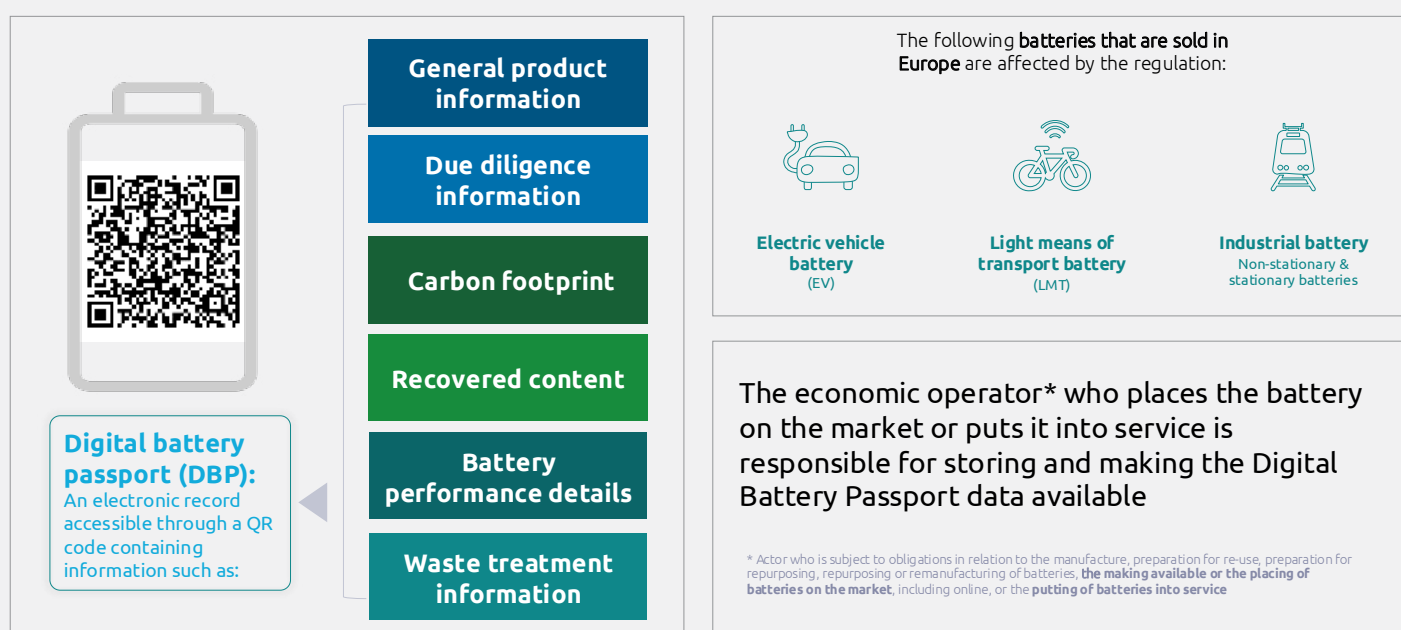 General product
information
Due diligence
information
Carbon footprint
Recovered content
Battery
performance details
Waste treatment
information
Digital battery
passport (DBP):
An electronic record
accessible through a QR
code containing
information such as:
The following batteries that are sold in
Europe are affected by the regulation:
Electric vehicle
battery
(EV)
Light means of
transport battery
(LMT)
Industrial battery
Non-stationary &
stationary batteries
The economic operator* who places the battery
on the market or puts it into service is
responsible for storing and making the Digital
Battery Passport data available
* Actor who is subject to obligations in relation to the manufacture, preparation for re-use, preparation for
repurposing, repurposing or remanufacturing of batteries, the making available or the placing of
batteries on the market, including online, or the putting of batteries into service